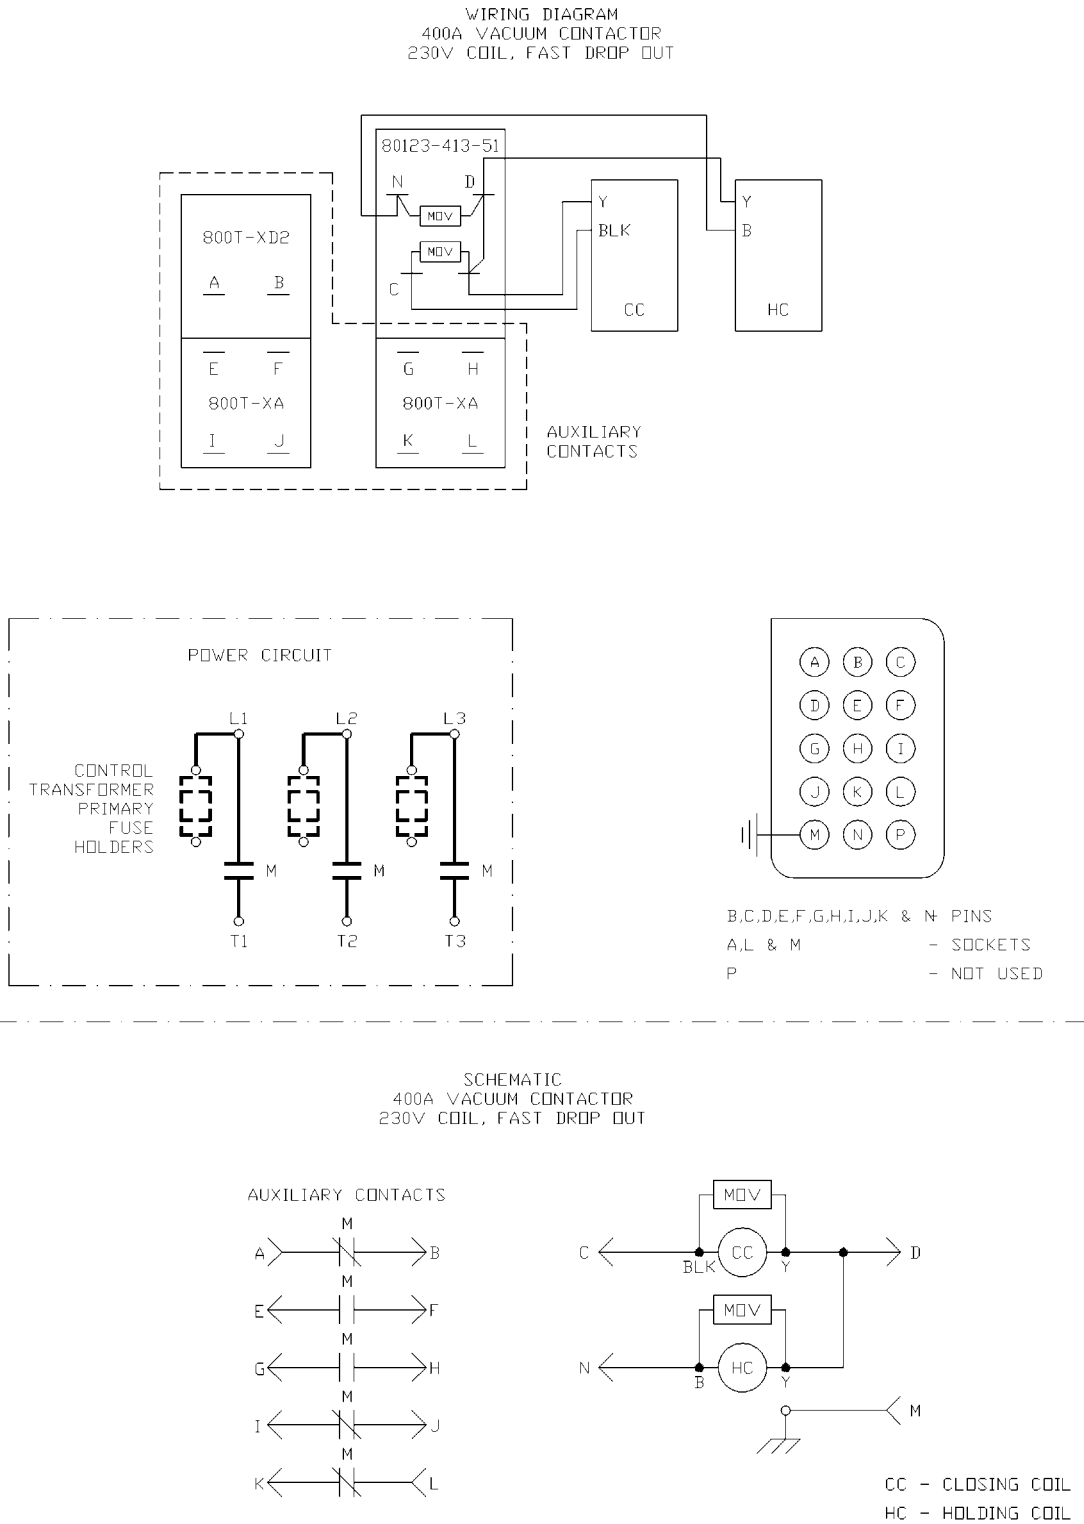 WIRING DIAGRAM
400A VACUUM CONTACTOR
230V COIL, FAST DROP OUT
80123-413-51
N D
MOV
MOV
C
Y
BLK
CC
Y
B
HC
800T-XD2
A B
E F
800T-XA
I J
G H
800T-XA
K L
AUXILIARY
CONTACTS
POWER CIRCUIT
L1 L2 L3
CONTROL
TRANSFORMER
PRIMARY
FUSE
HOLDERS
M M M
T1 T2 T3
A B C
D E F
G H I
J K L
M N P
B,C,D,E,F,G,H,I,J,K & N- PINS
A,L & M - SOCKETS
P - NOT USED
SCHEMATIC
400A VACUUM CONTACTOR
230V COIL, FAST DROP OUT
AUXILIARY CONTACTS
M
A B
M
E F
M
G H
M
I J
M
K L
MOV
C CC D
BLK Y
MOV
N HC
B Y
M
CC - CLOSING COIL
HC - HOLDING COIL